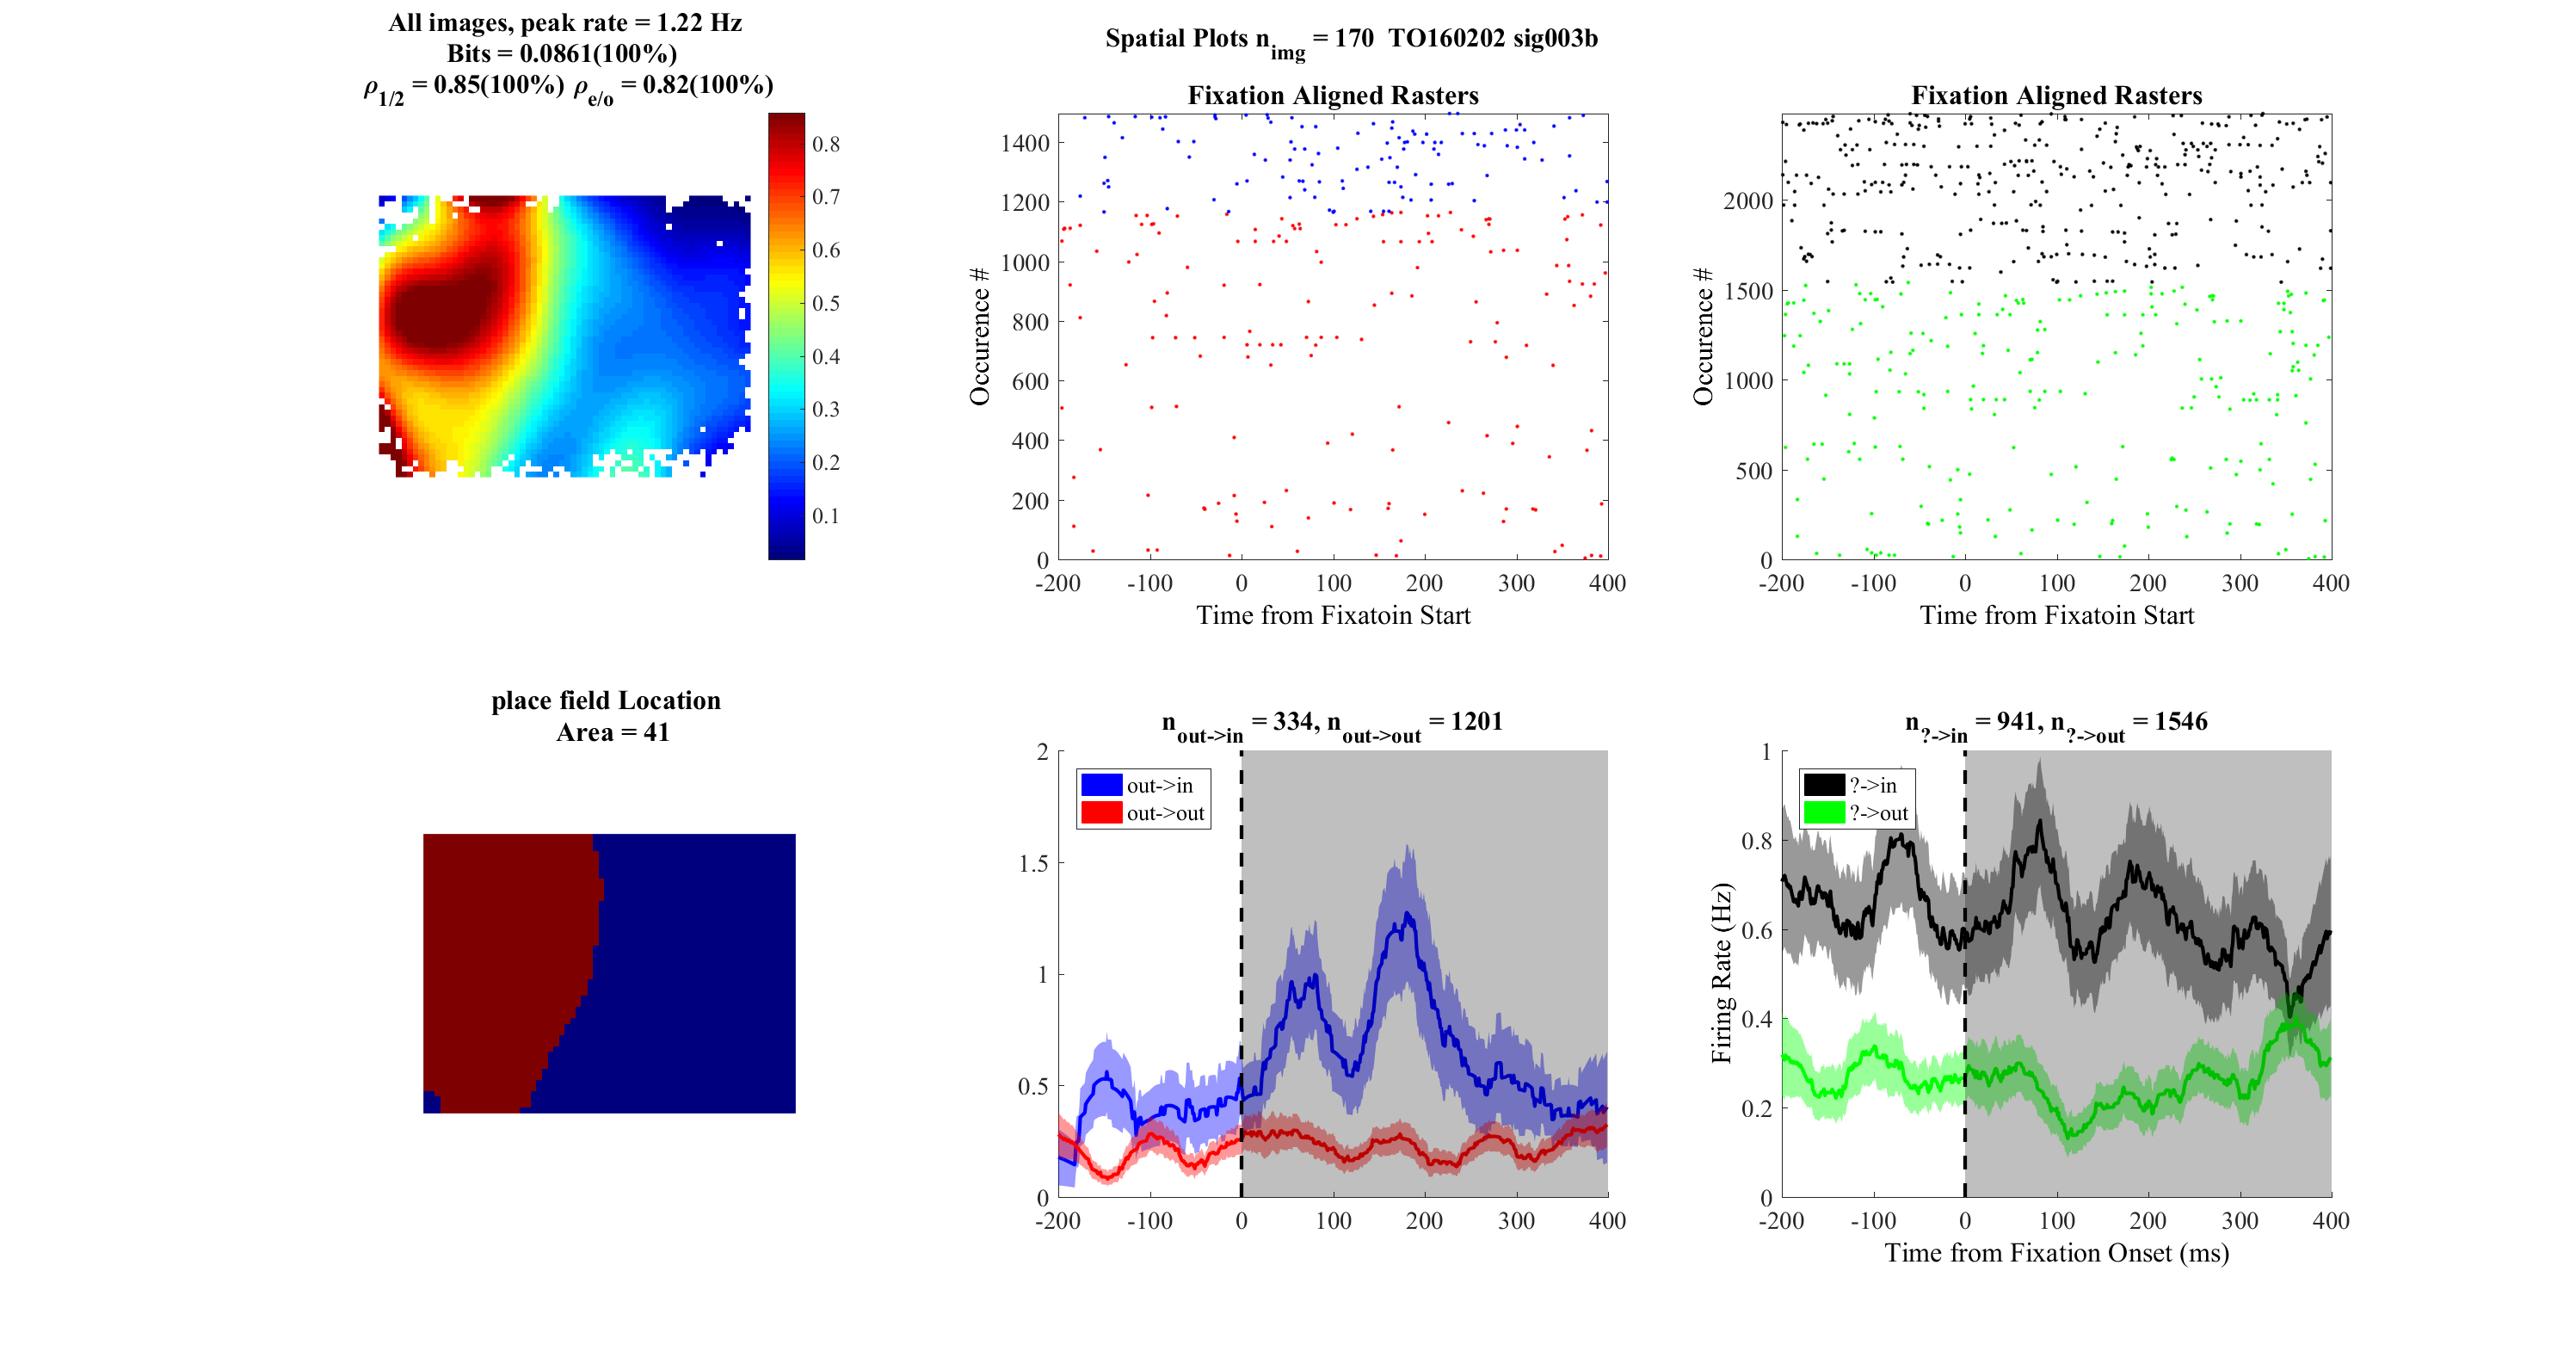 All images, peak rate = 1.22 Hz
Bits = 0.0861(100%)
ρ1/2 = 0.85(100%) ρe/o = 0.82(100%)
0.8
0.7
0.6
0.5
0.4
0.3
0.2
0.1
Spatial Plots nimg = 170 TO160202 sig003b
Fixation Aligned Rasters
Occurence #
1400
1200
1000
800
600
400
200
0
-200 -100 0 100 200 300 400
Time from Fixatoin Start
Fixation Aligned Rasters
Occurence #
2000
1500
1000
500
0
-200 -100 0 100 200 300 400
Time from Fixatoin Start
place field Location
Area = 41
nout->in = 334, nout->out = 1201
out->in
out->out
2
1.5
1
0.5
0
-200 -100 0 100 200 300 400
n?->in = 941, n?->out = 1546
?->in
?->out
Firing Rate (Hz)
1
0.8
0.6
0.4
0.2
0
-200 -100 0 100 200 300 400
Time from Fixation Onset (ms)